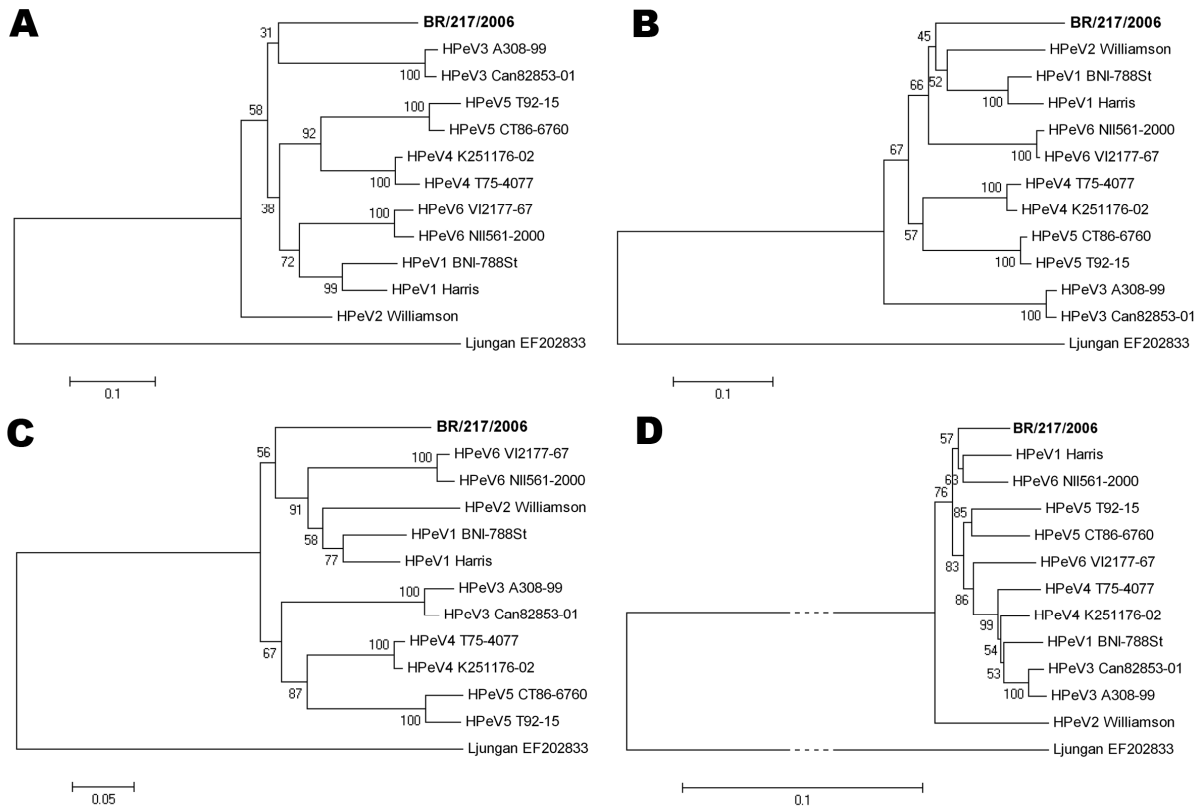 A
BR/217/2006
31
HPeV3 A308-99
100
HPeV3 Can82853-01
58
100
HPeV5 T92-15
HPeV5 CT86-6760
92
HPeV4 K251176-02
100
HPeV4 T75-4077
38
100
HPeV6 VI2177-67
HPeV6 NII561-2000
72
HPeV1 BNI-788St
99
HPeV1 Harris
HPeV2 Williamson
Ljungan EF202833
0.1
B
BR/217/2006
45
HPeV2 Williamson
52
HPeV1 BNI-788St
100
HPeV1 Harris
66
HPeV6 NII561-2000
100
HPeV6 VI2177-67
67
100
HPeV4 T75-4077
HPeV4 K251176-02
57
HPeV5 CT86-6760
100
HPeV5 T92-15
HPeV3 A308-99
100
HPeV3 Can82853-01
Ljungan EF202833
0.1
C
BR/217/2006
56
100
HPeV6 VI2177-67
HPeV6 NII561-2000
91
HPeV2 Williamson
58
HPeV1 BNI-788St
77
HPeV1 Harris
100
HPeV3 A308-99
HPcV3 Can82853-01
67
100
HPeV4 T75-4077
HPeV4 K251176-02
87
HPeV5 CT86-6760
100
HPeV5 T92-15
Ljungan EF202833
0.05
D
BR/217/2006
57
HPeV1 Harris
63
HPeV6 NII561-2000
76
85
HPeV5 T92-15
HPeV5 CT86-6760
83
HPeV6 VI2177-67
86
HPeV4 T75-4077
99
HPeV4 K251176-02
54
HPeV1 BNI-788St
53
HPeV3 Can82853-01
100
HPeV3 A308-99
HPeV2 Williamson
Ljungan EF202833
0.1